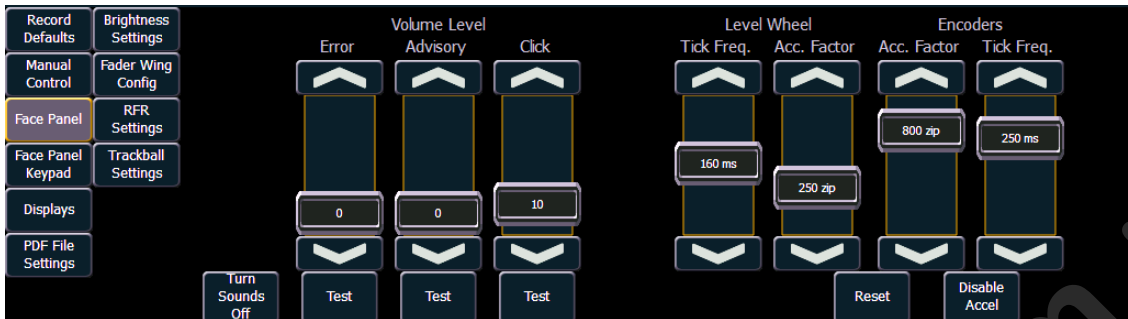 Record
Defaults
Brightness
Settings
Manual
Control
Fader Wing
Config
Face Panel
RFR
Settings
Face Panel
Keypad
Trackball
Settings
Displays
PDF File
Settings
Volume Level
Error
Advisory
Click
0
0
10
Turn
Sounds
Off
Test
Test
Test
Level Wheel
Tick Freq.
Acc. Factor
160 ms
250 zip
Encoders
Acc. Factor
Tick Freq.
800 zip
250 ms
Reset
Disable
Accel